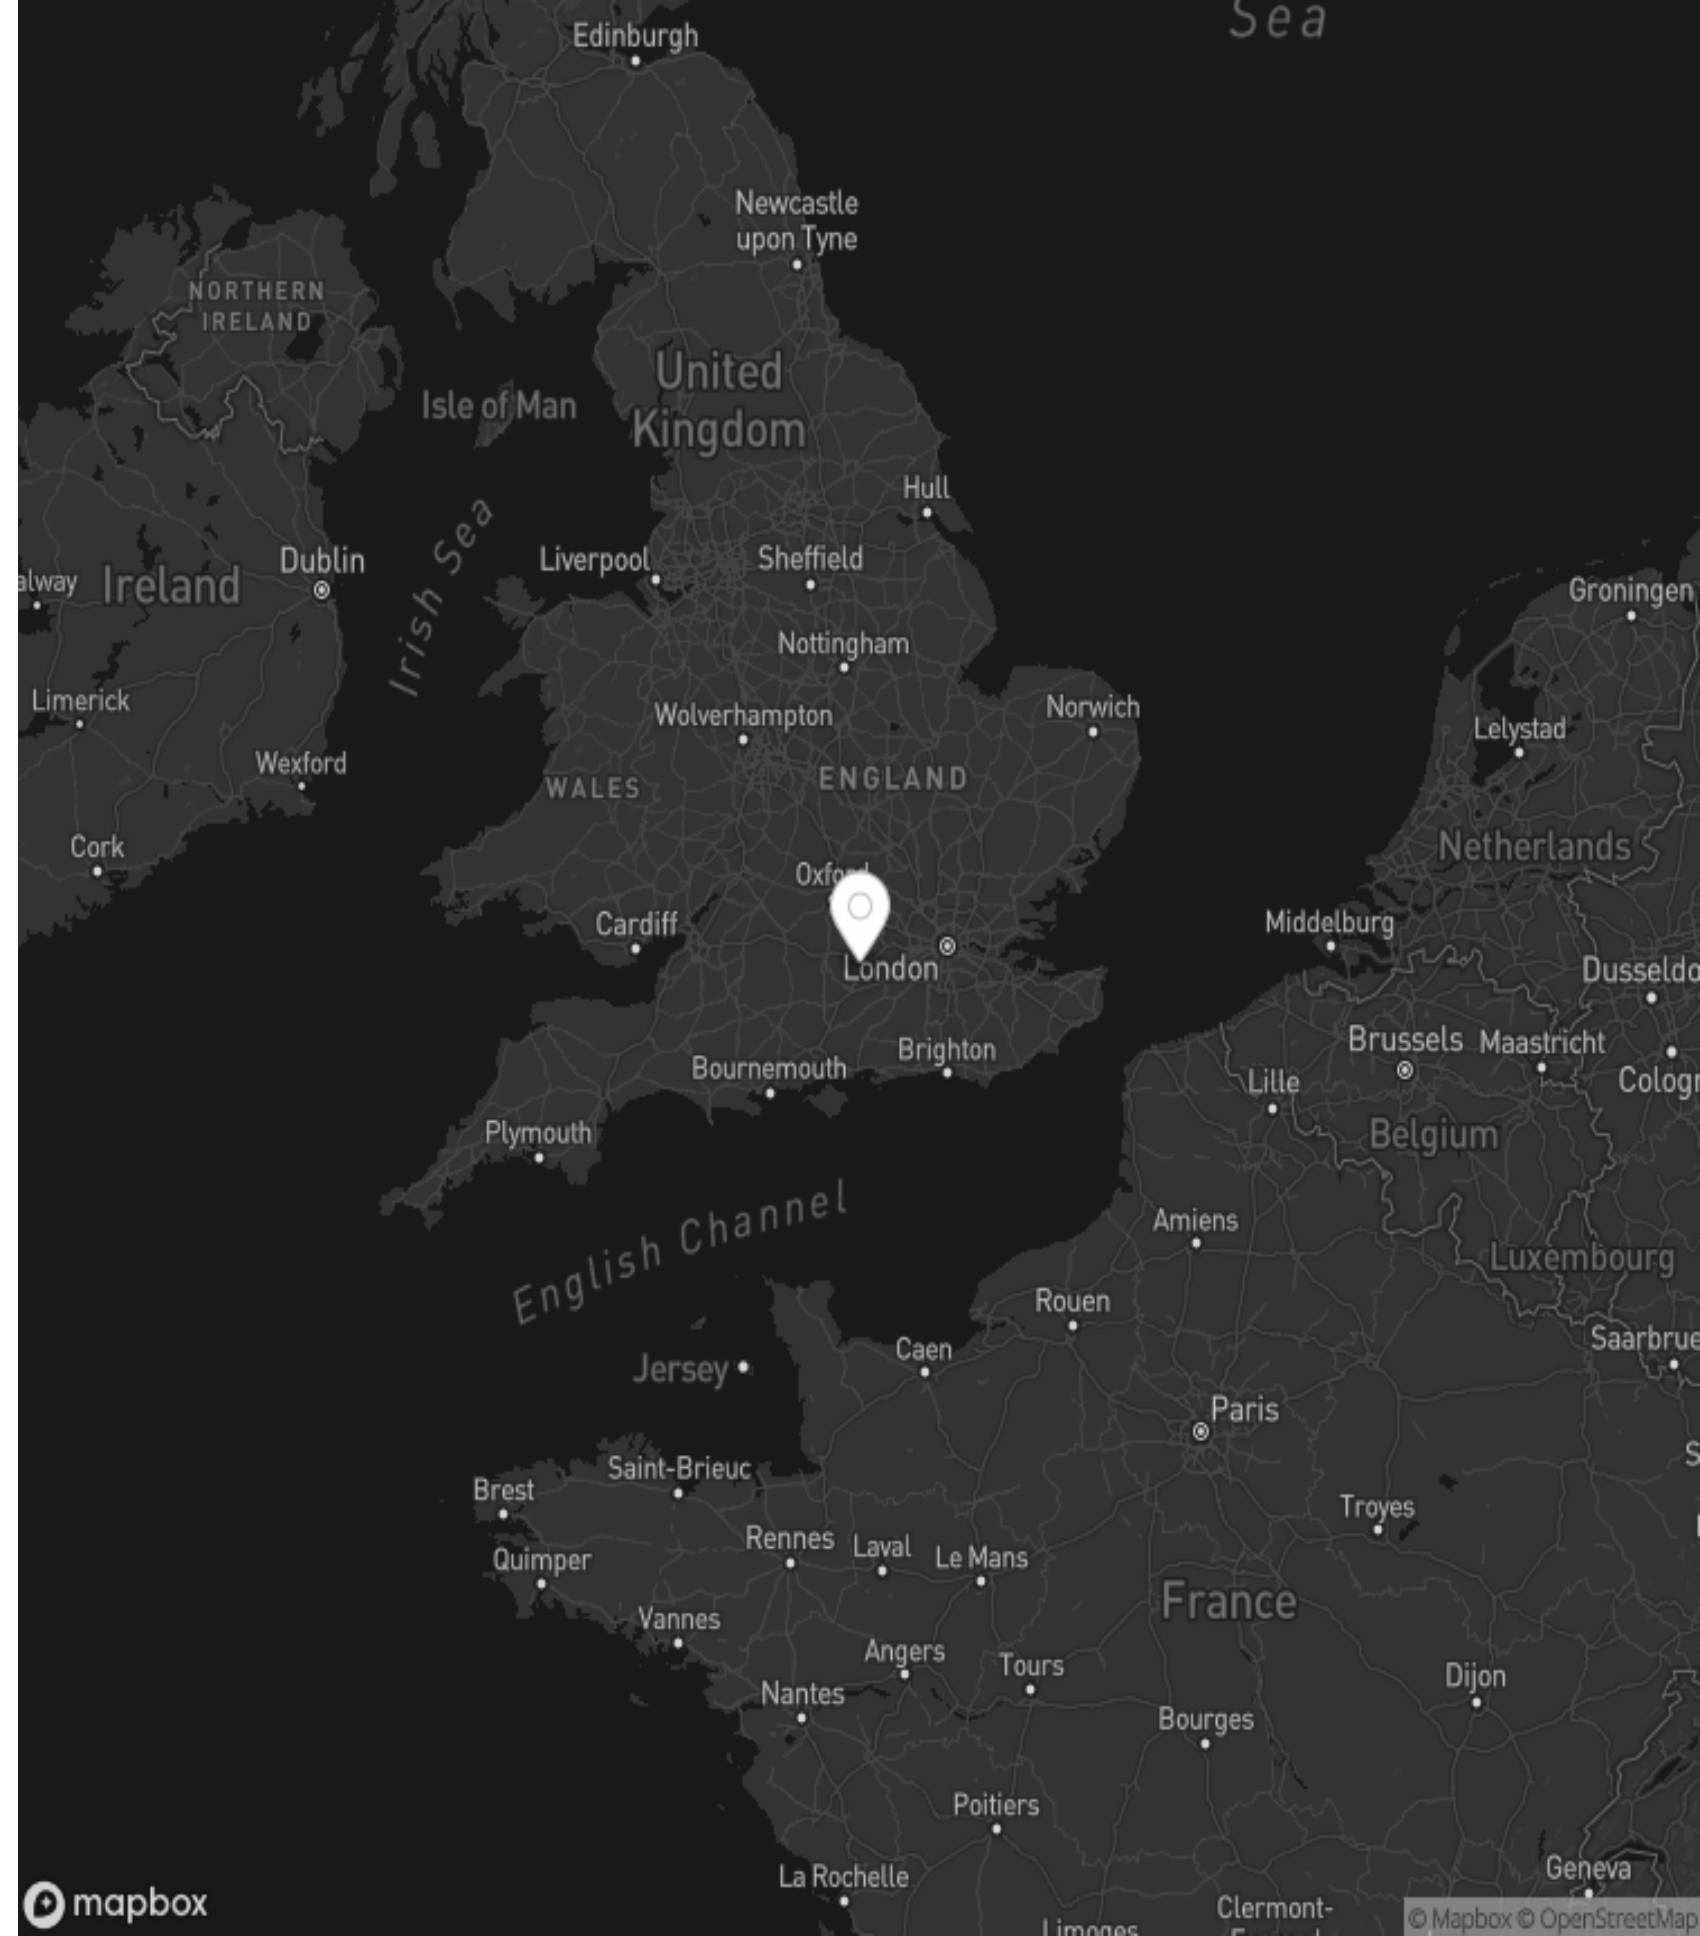 Sea
Edinburgh
Newcastle
upon Tyne
NORTHERN
IRELAND
United
Kingdom
Isle of Man
Hull
Irish Sea
Dublin
Liverpool
Sheffield
alway
Ireland
Groningen
Nottingham
Limerick
Wolverhampton
Norwich
Lelystad
Wexford
WALES
ENGLAND
Cork
Netherlands
Oxford
Cardiff
Middelburg
London
Dusseldo
Brussels
Maastricht
Brighton
Bournemouth
Lille
Cologn
Plymouth
Belgium
English Channel
Amiens
Luxembourg
Rouen
Saarbrue
Caen
Jersey
Paris
S
Saint-Brieuc
Brest
Troyes
Rennes
Laval
Le Mans
Quimper
France
Vannes
Angers
Tours
Dijon
Nantes
Bourges
Poitiers
Geneva
La Rochelle
mapbox
Clermont-
Limoges
© Mapbox © OpenStreetMap